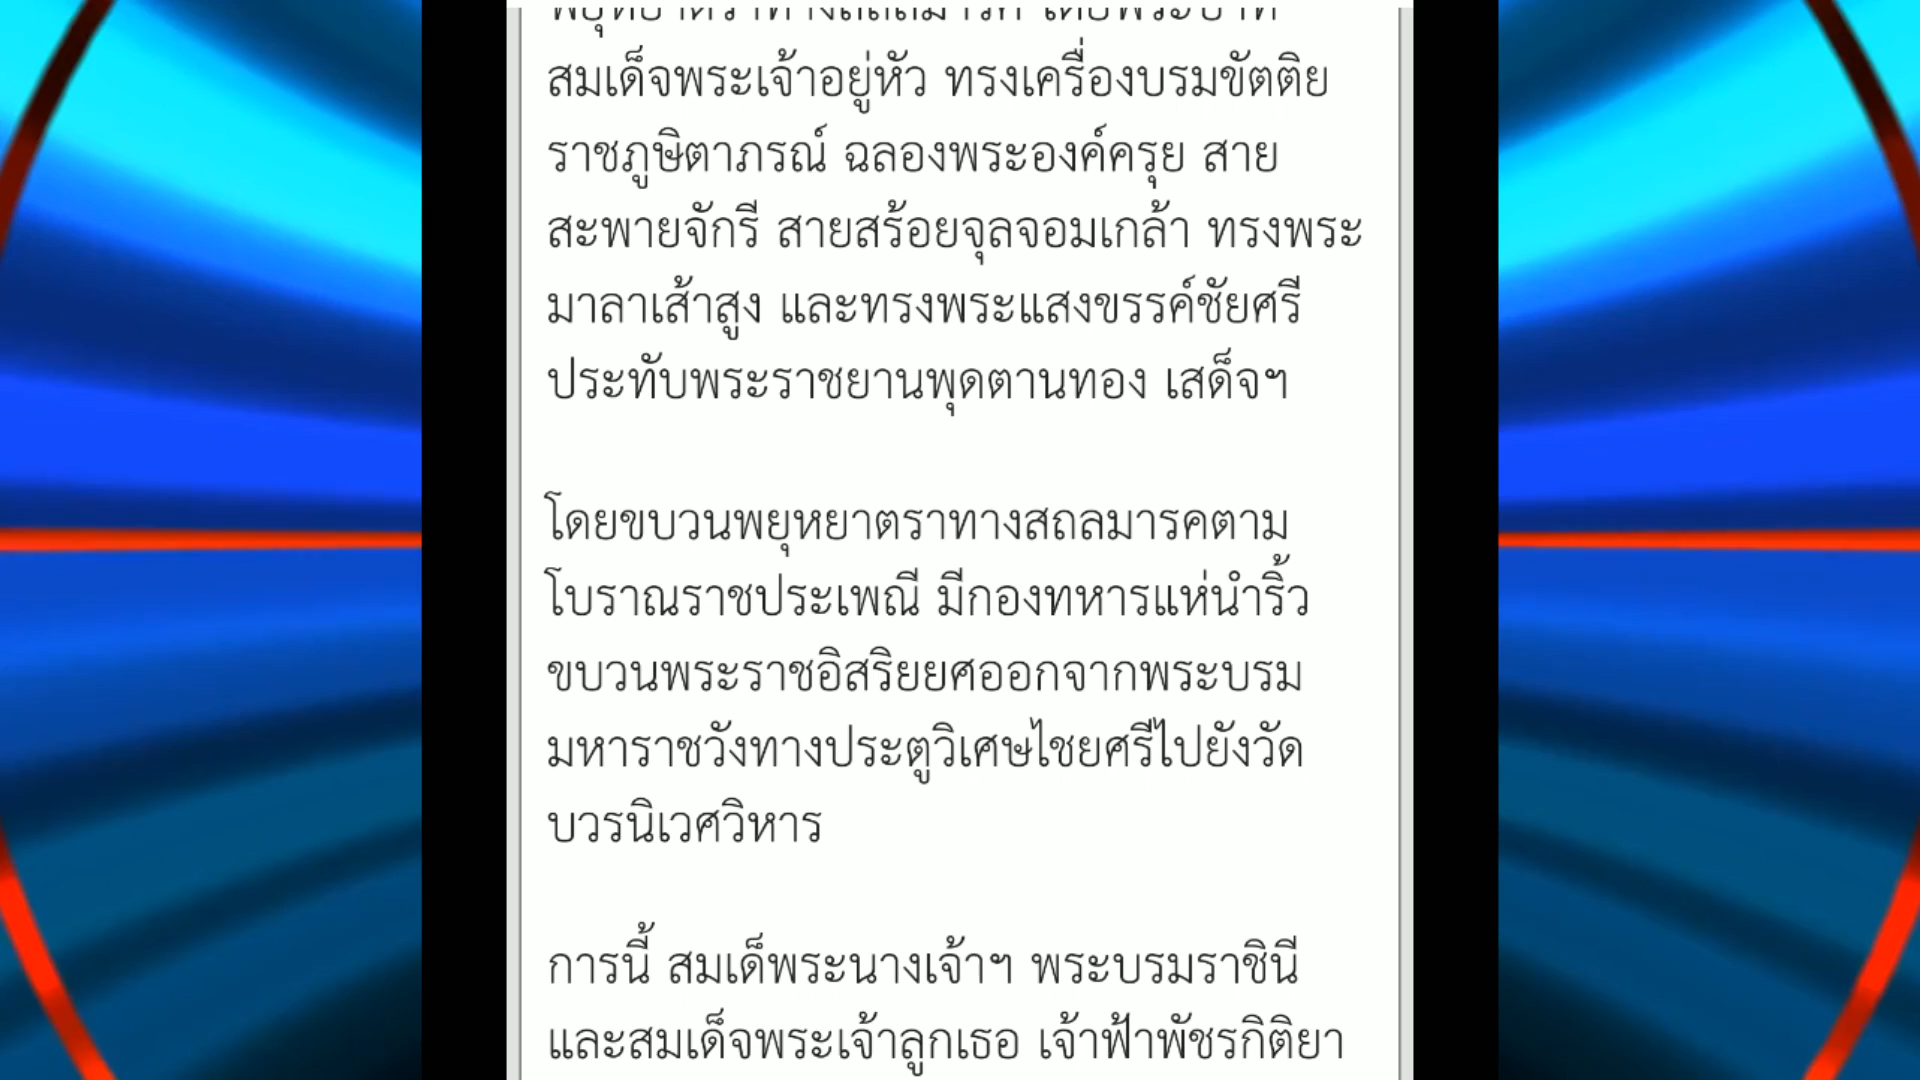 สมเด็จพระเจ้าอยู่หัว ทรงเครื่องบรมขัตติย
ราชภูษิตาภรณ์ ฉลองพระองค์ครุย สาย
สะพายจักรี สายสร้อยจุลจอมเกล้า ทรงพระ
มาลาเส้าสูง และทรงพระแสงขรรค์ชัยศรี
ประทับพระราชยานพุดตานทอง เสด็จฯ
โดยขบวนพยุหยาตราทางสถลมารคตาม
โบราณราชประเพณี มีกองทหารแห่นำริ้ว
ขบวนพระราชอิสริยยศออกจากพระบรม
มหาราชวังทางประตูวิเศษไชยศรีไปยังวัด
บวรนิเวศวิหาร
การนี้ สมเด็พระนางเจ้าฯ พระบรมราชินี
และสมเด็จพระเจ้าลูกเธอ เจ้าฟ้าพัชรกิติยา